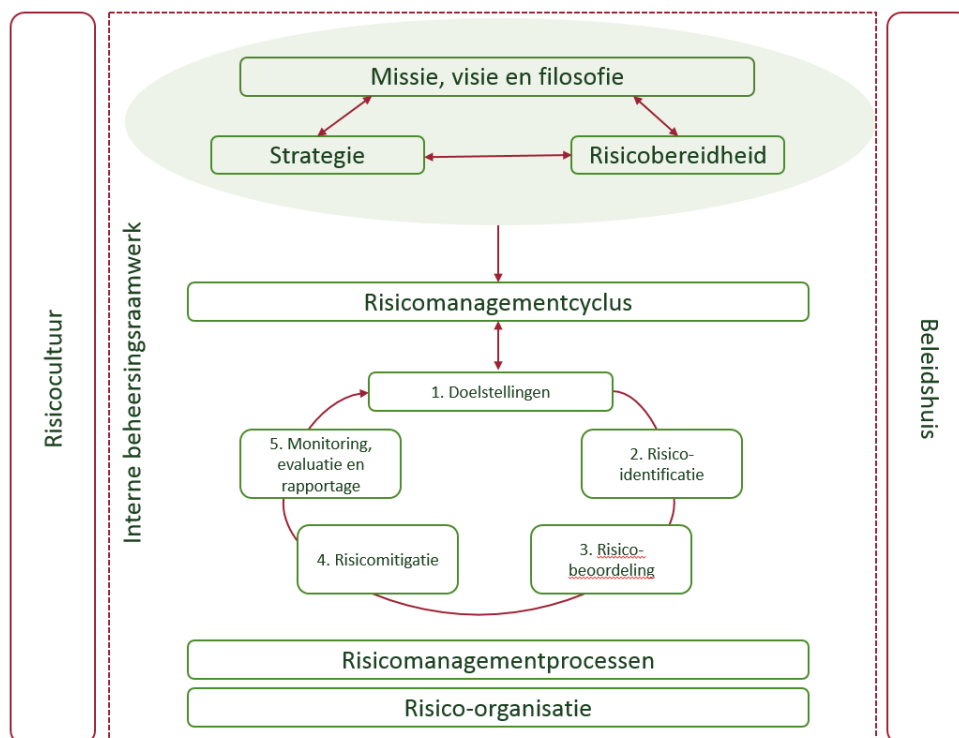 Risicocultuur
Interne beheersingsraamwerk
Missie, visie en filosofie
Strategie
Risicobereidheid
Risicomanagementcyclus
1. Doelstellingen
2. Risico-
identificatie
3. Risico-
beoordeling
4. Risicomitigatie
5. Monitoring,
evaluatie en
rapportage
Risicomanagementprocessen
Risico-organisatie
Beleidshuis